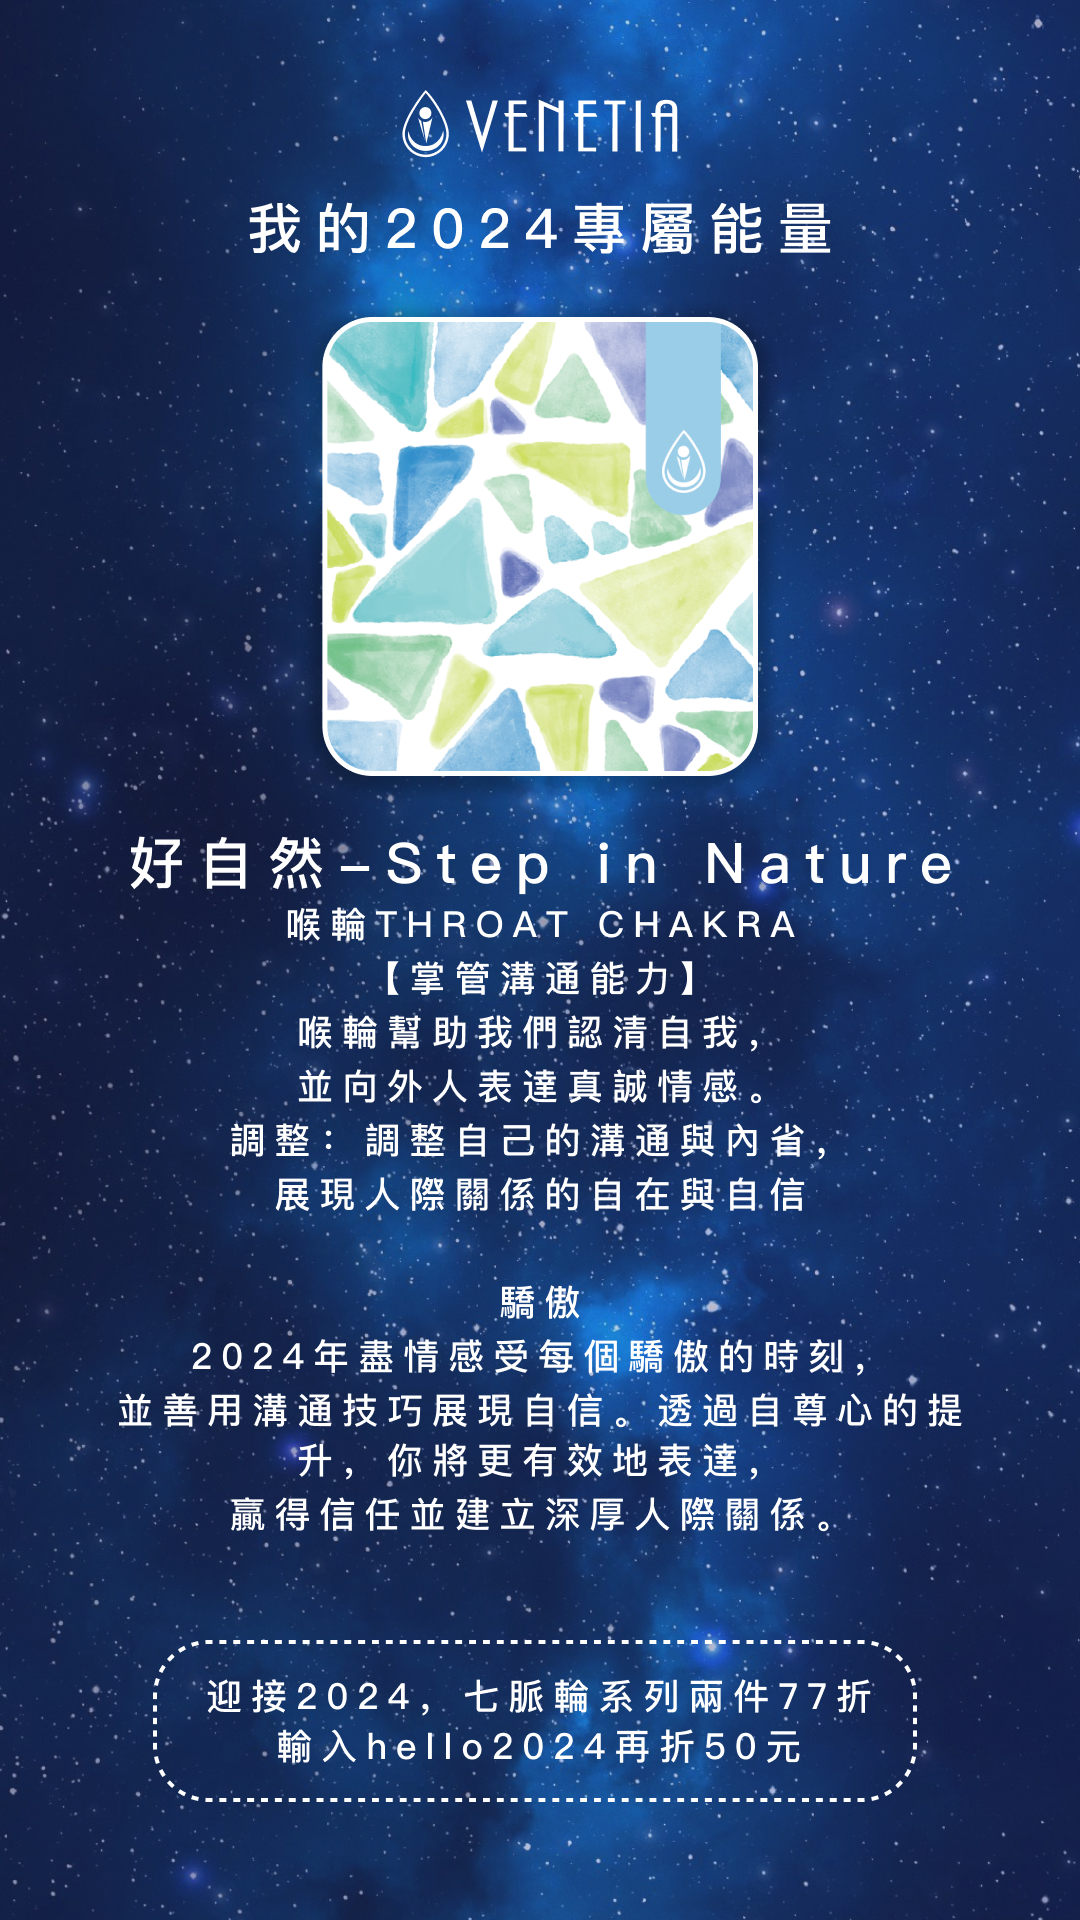 VENETIA
我的2024專屬能量
好自然–Step in Nature
喉輪THROAT CHAKRA
【掌管溝通能力】
喉輪幫助我們認清自我，
並向外人表達真誠情感。
調整：調整自己的溝通與內省，
展現人際關係的自在與自信
驕傲
2024年盡情感受每個驕傲的時刻，
並善用溝通技巧展現自信。透過自尊心的提
升，你將更有效地表達，
贏得信任並建立深厚人際關係。
迎接2024，七脈輪系列兩件77折
輸入hello2024再折50元